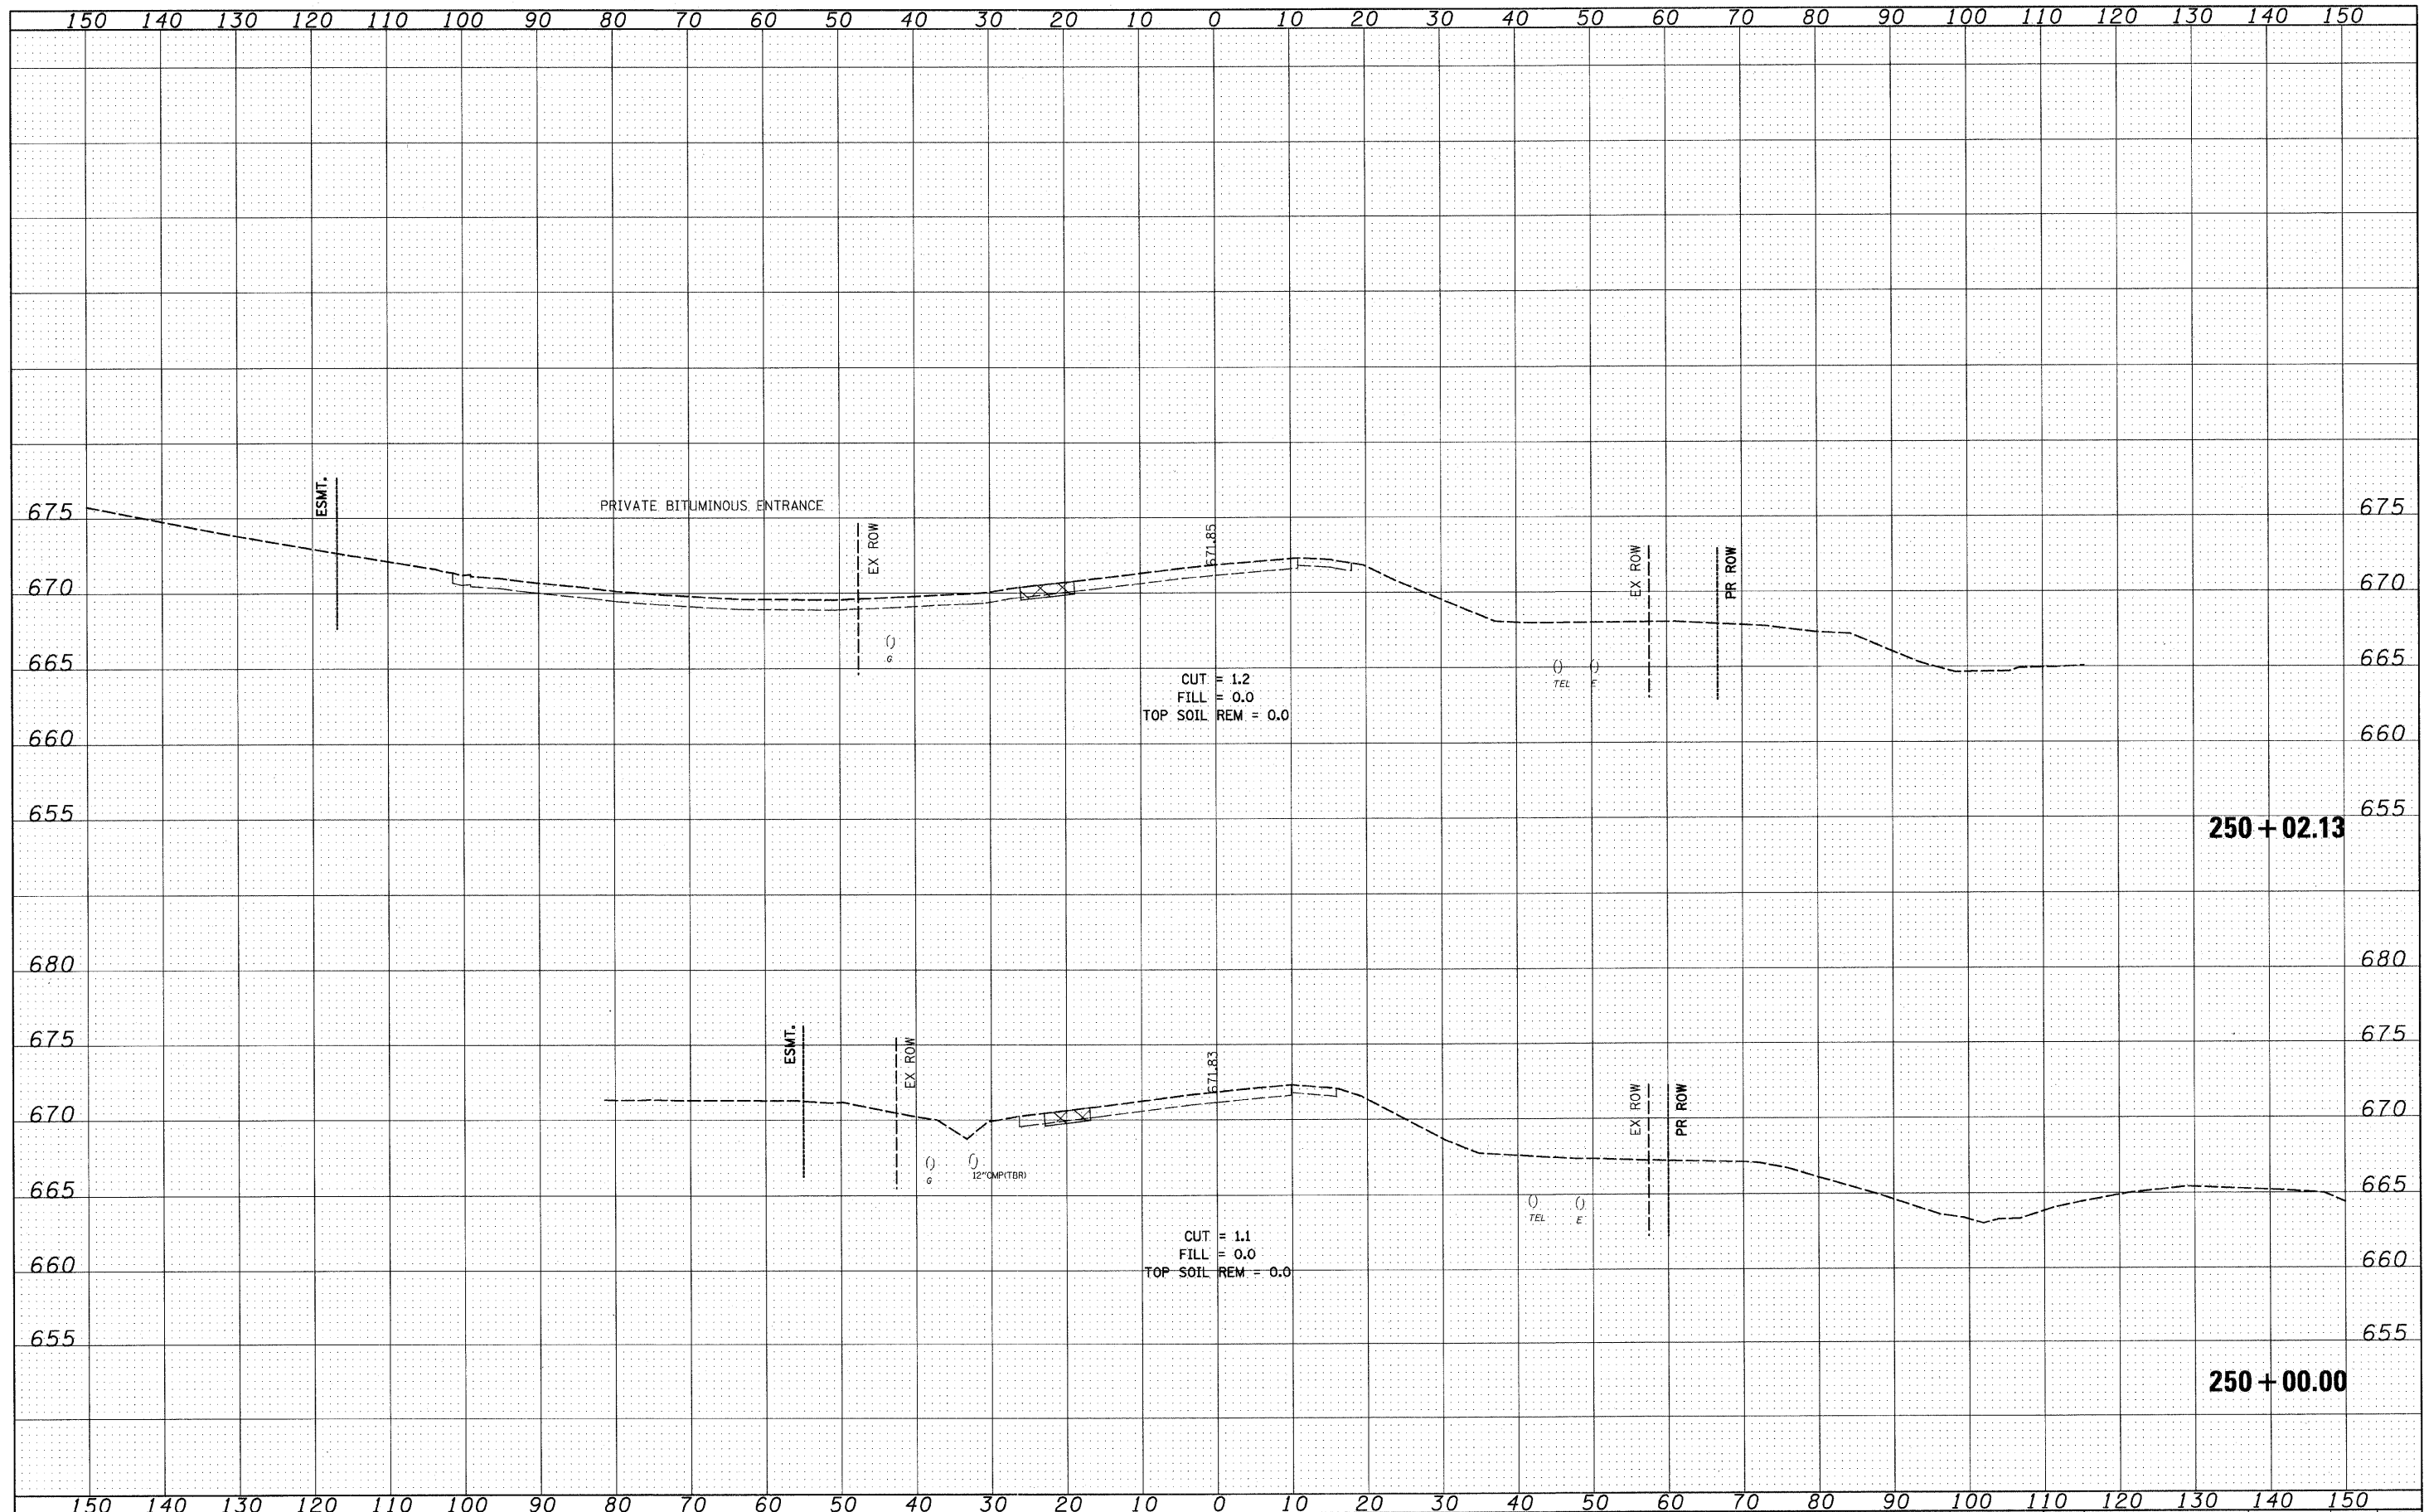 150 140 130 120 110 100 90 80 70 60 50 40 30 20 10 0 10 20 30 40 50 60 70 80 90 100 110 120 130 140 150
ESMT.
PRIVATE BITUMINOUS ENTRANCE
EX ROW
671.85
EX ROW
PR ROW
675 675
670 670
G
665 665
TEL E
CUT = 1.2
FILL = 0.0
TOP SOIL REM = 0.0
660 660
655 655
250 + 02.13
680 680
ESMT.
EX ROW
671.83
EX ROW
PR ROW
675 675
670 670
G
12"CMP(TBR)
665 665
TEL E
CUT = 1.1
FILL = 0.0
TOP SOIL REM = 0.0
660 660
655 655
250 + 00.00
150 140 130 120 110 100 90 80 70 60 50 40 30 20 10 0 10 20 30 40 50 60 70 80 90 100 110 120 130 140 150